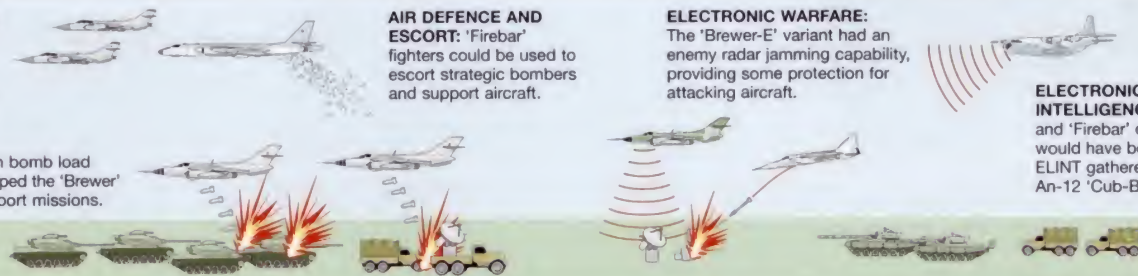 AIR DEFENCE AND
ESCORT: 'Firebar'
fighters could be used to
escort strategic bombers
and support aircraft.
ELECTRONIC WARFARE:
The 'Brewer-E' variant had an
enemy radar jamming capability,
providing some protection for
attacking aircraft.
ELECTRONIC
INTELLIGENC
and 'Firebar'
would have b
ELINT gathere
An-12 'Cub-B
bomb load
ped the 'Brewer'
port missions.